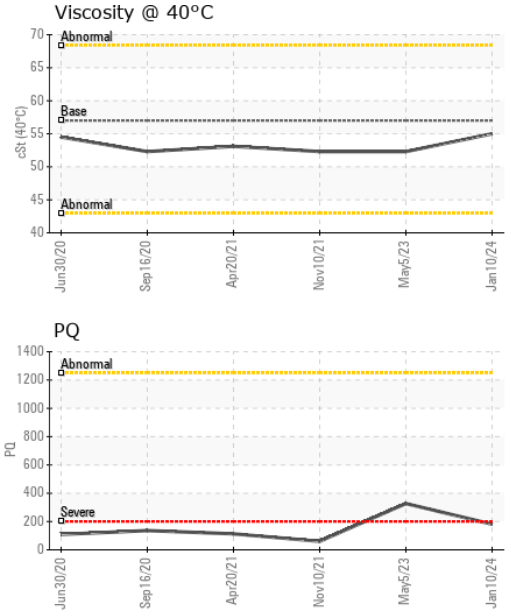 Viscosity @ 40°C
70
65
60
55
50
45
40
cSt (40°C)
Abnormal
Base
Abnormal
Jun30/20
Sep16/20
Apr20/21
Nov10/21
May5/23
Jan10/24
PQ
1400
1200
1000
800
600
400
200
0
PQ
Abnormal
Severe
Jun30/20
Sep16/20
Apr20/21
Nov10/21
May5/23
Jan10/24